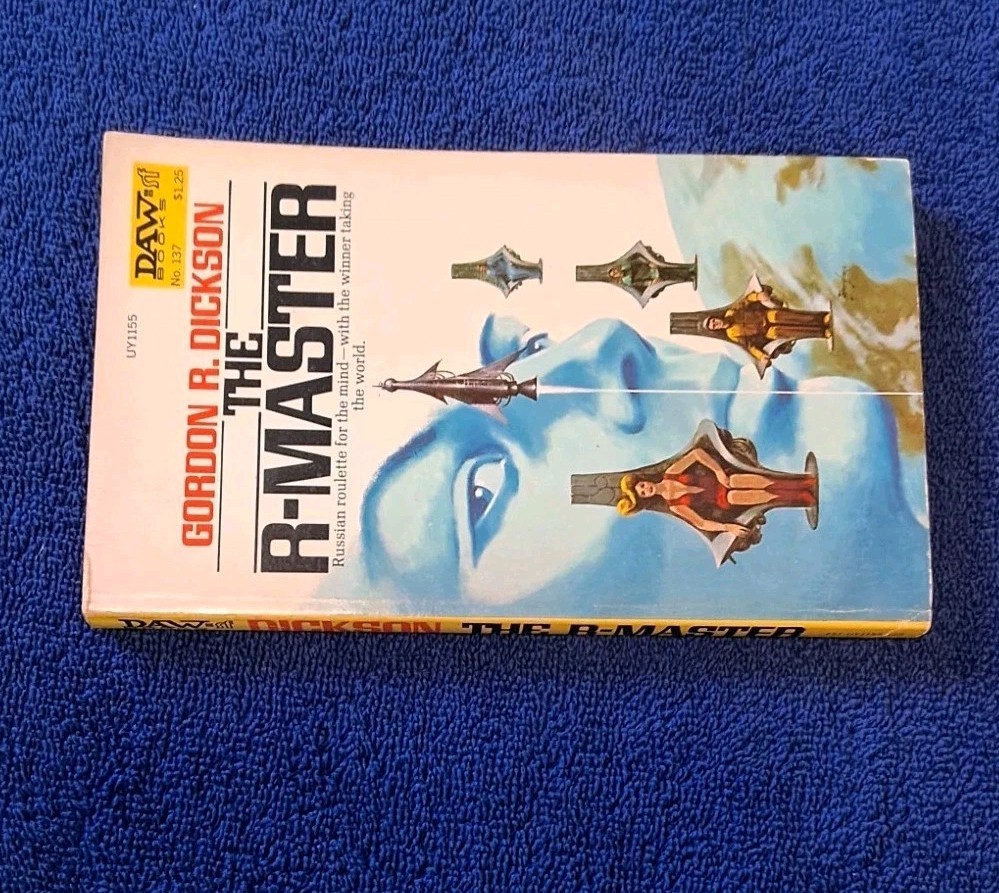 DAW sf
BOOKS
No. 137 $1.25
UY1155
GORDON R. DICKSON
THE
R-MASTER
Russian roulette for the mind—with the winner taking
the world.
DAW sf DICKSON THE R-MASTER